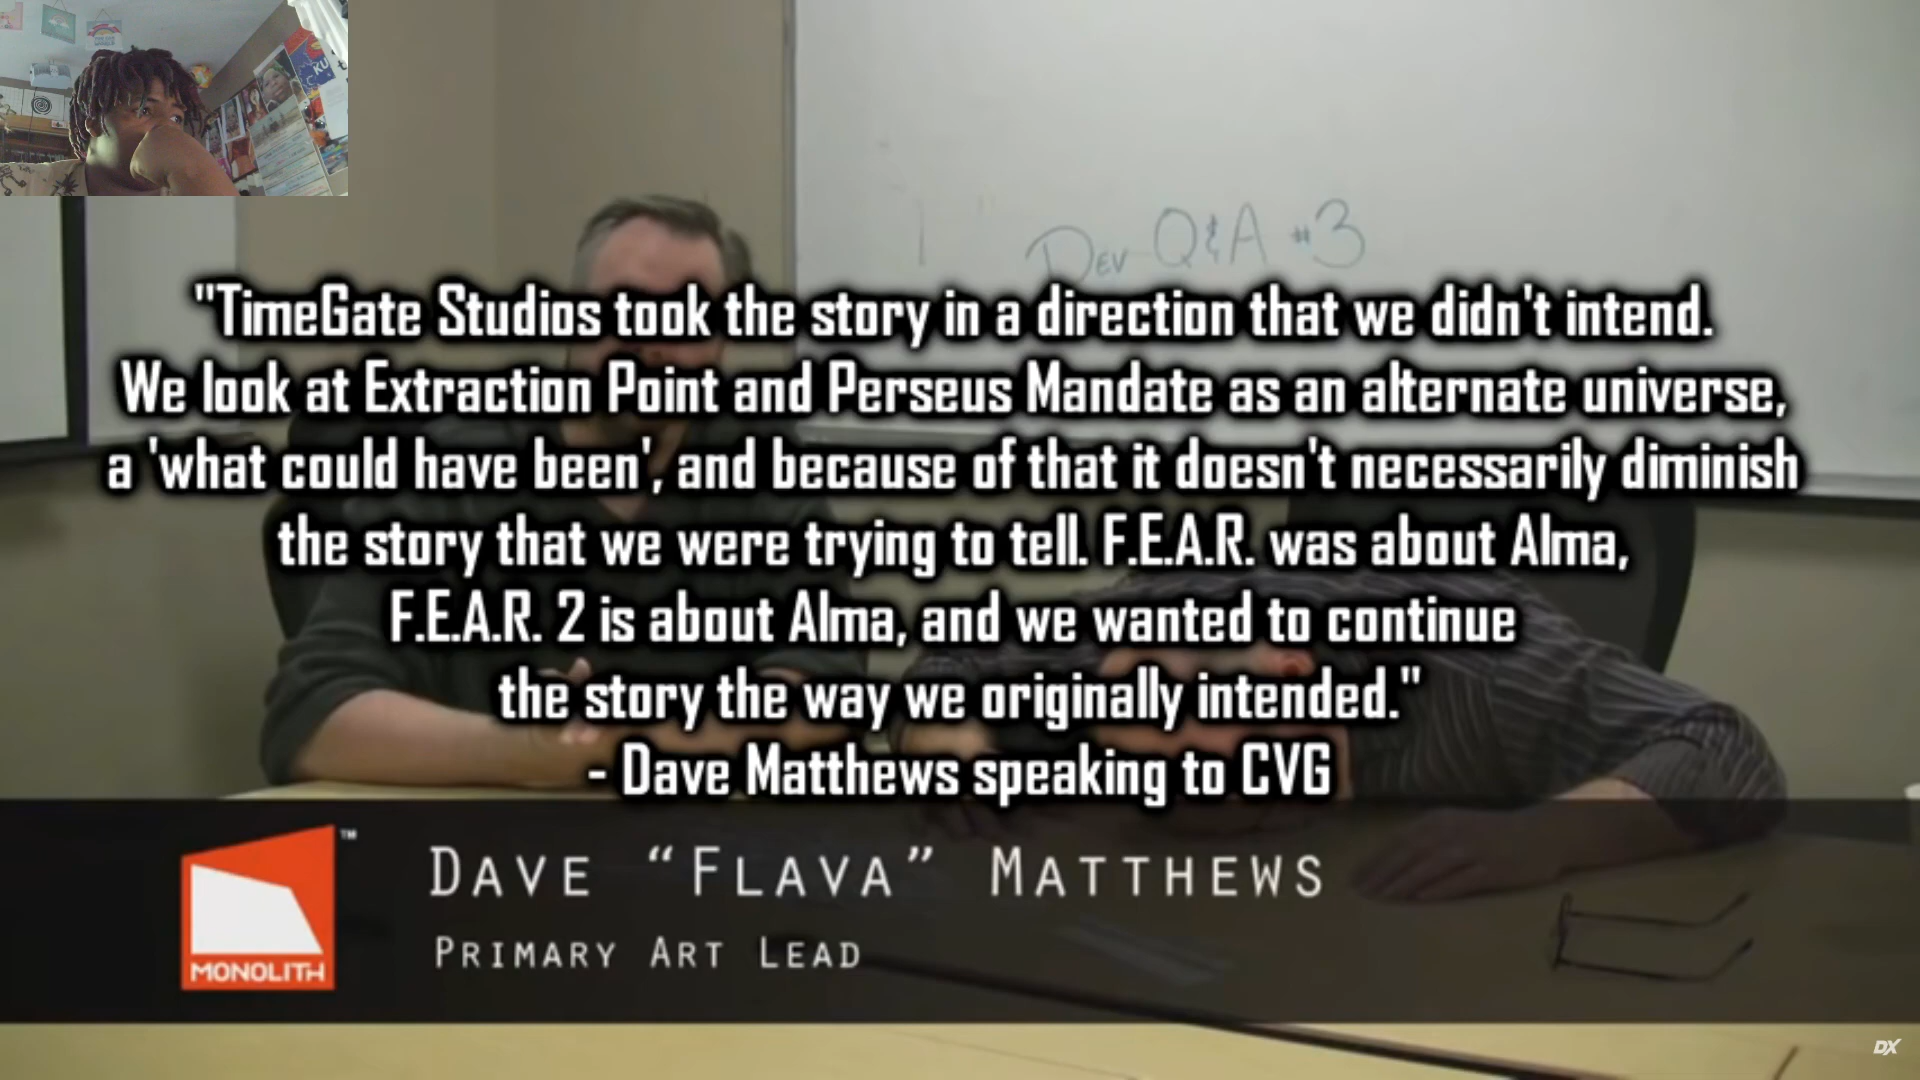 KU
Dev Q&A #3
"TimeGate Studios took the story in a direction that we didn't intend.
We look at Extraction Point and Perseus Mandate as an alternate universe,
a 'what could have been', and because of that it doesn't necessarily diminish
the story that we were trying to tell. F.E.A.R. was about Alma,
F.E.A.R. 2 is about Alma, and we wanted to continue
the story the way we originally intended."
- Dave Matthews speaking to CVG
DAVE “FLAVA” MATTHEWS
PRIMARY ART LEAD
MONOLITH
TM
DX